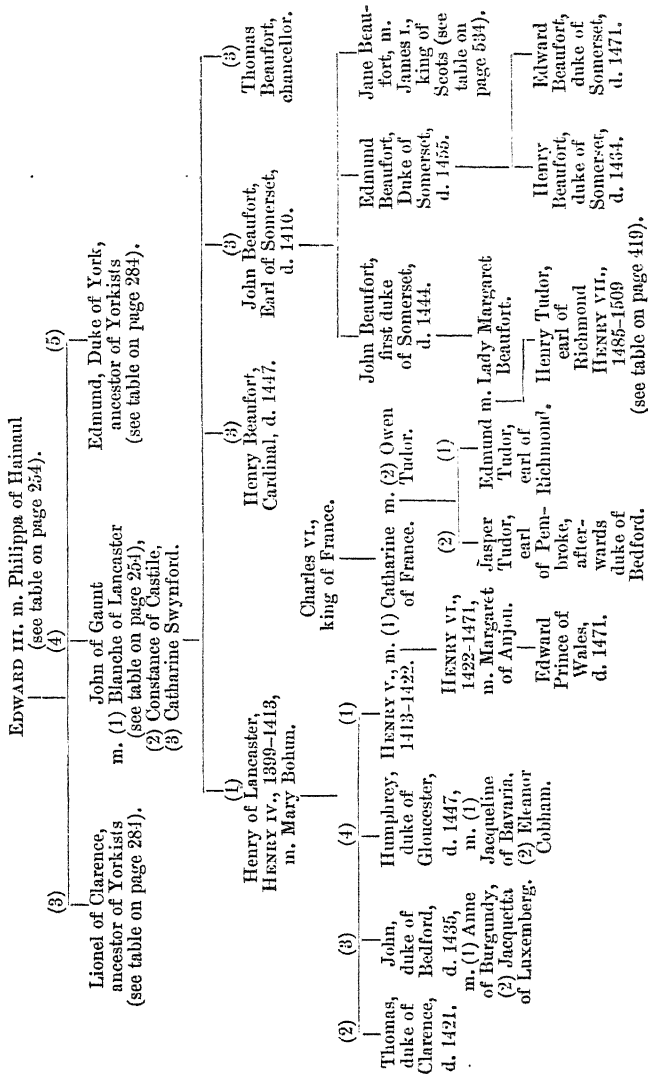 EDWARD III. m. Philippa of Hainaul
(see table on page 254).
(3)
(4)
(5)
Lionel of Clarence,
ancestor of Yorkists
(see table on page 284).
John of Gaunt
m. (1) Blanche of Lancaster
(see table on page 254),
(2) Constance of Castile,
(3) Catharine Swynford.
Edmund, Duke of York,
ancestor of Yorkists
(see table on page 284).
(1)
Henry of Lancaster,
HENRY IV., 1399–1413,
m. Mary Bohun.
(3)
Henry Beaufort,
Cardinal, d. 1447.
(3)
John Beaufort,
Earl of Somerset,
d. 1410.
(3)
Thomas
Beaufort,
chancellor.
Charles VI.,
king of France.
(2)
Thomas,
duke of
Clarence,
d. 1421.
(3)
John,
duke of
Bedford,
d. 1435,
m. (1) Anne
of Burgundy,
(2) Jacquetta
of Luxemberg.
(4)
Humphrey,
duke of
Gloucester,
d. 1447,
m. (1)
Jacqueline
of Bavaria.
(2) Eleanor
Cobham.
(1)
HENRY V., m. (1) Catharine m. (2) Owen
1413–1422. of France. Tudor.
HENRY VI.,
1422–1471,
m. Margaret
of Anjou.
Edward
Prince of
Wales,
d. 1471.
(2)
Jasper
Tudor,
earl
of Pem-
broke,
after-
wards
duke of
Bedford.
(1)
Edmund m. Lady Margaret
Tudor, Beaufort.
earl of
Richmond.
John Beaufort,
first duke
of Somerset,
d. 1444.
Edmund
Beaufort,
Duke of
Somerset,
d. 1455.
Jane Beau-
fort, m.
James I.,
king of
Scots (see
table on
page 534).
Henry Tudor,
earl of
Richmond
HENRY VII.,
1485–1509
(see table on page 419).
Henry
Beaufort,
duke of
Somerset,
d. 1464.
Edward
Beaufort,
duke of
Somerset,
d. 1471.